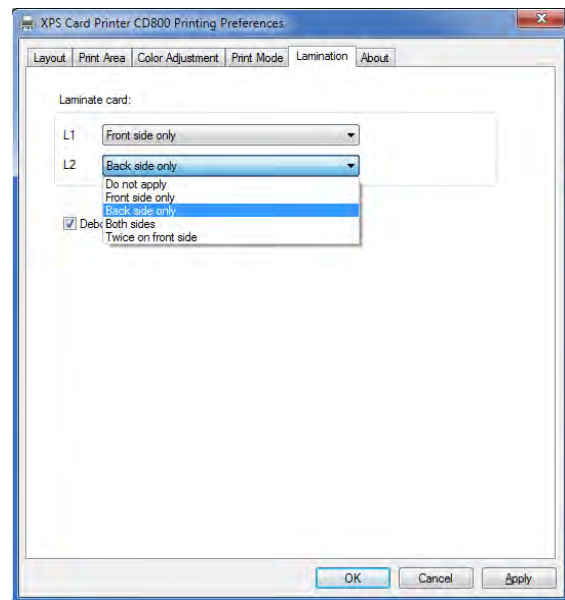 XPS Card Printer CD800 Printing Preferences
Layout Print Area Color Adjustment Print Mode Lamination About
Laminate card:
L1 Front side only
L2 Back side only
Do not apply
Front side only
Back side only
Both sides
Twice on front side
OK Cancel Apply